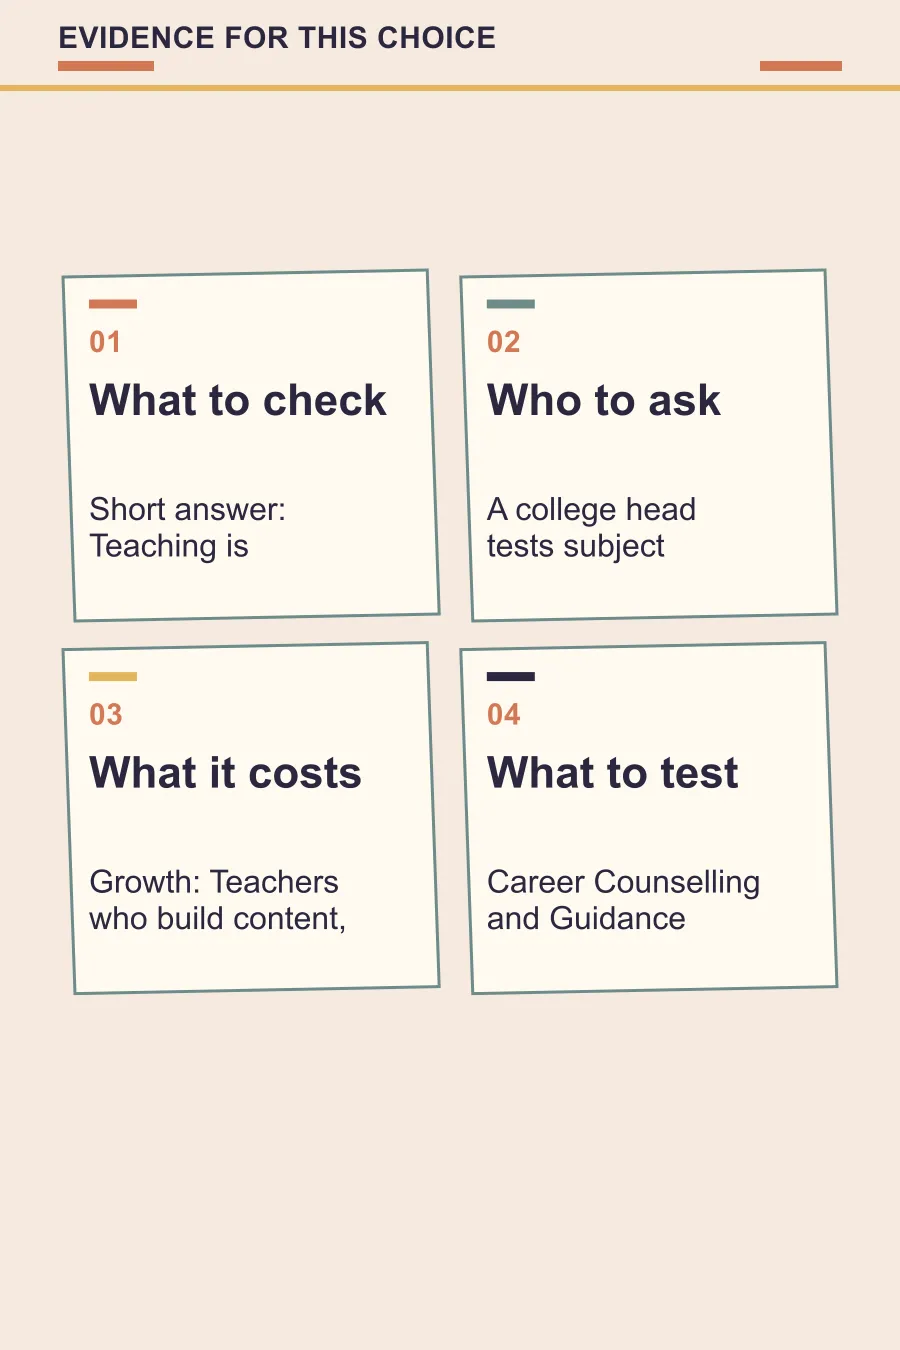 EVIDENCE FOR THIS CHOICE
01
What to check
Short answer:
Teaching is
02
Who to ask
A college head
tests subject
03
What it costs
Growth: Teachers
who build content,
04
What to test
Career Counselling
and Guidance